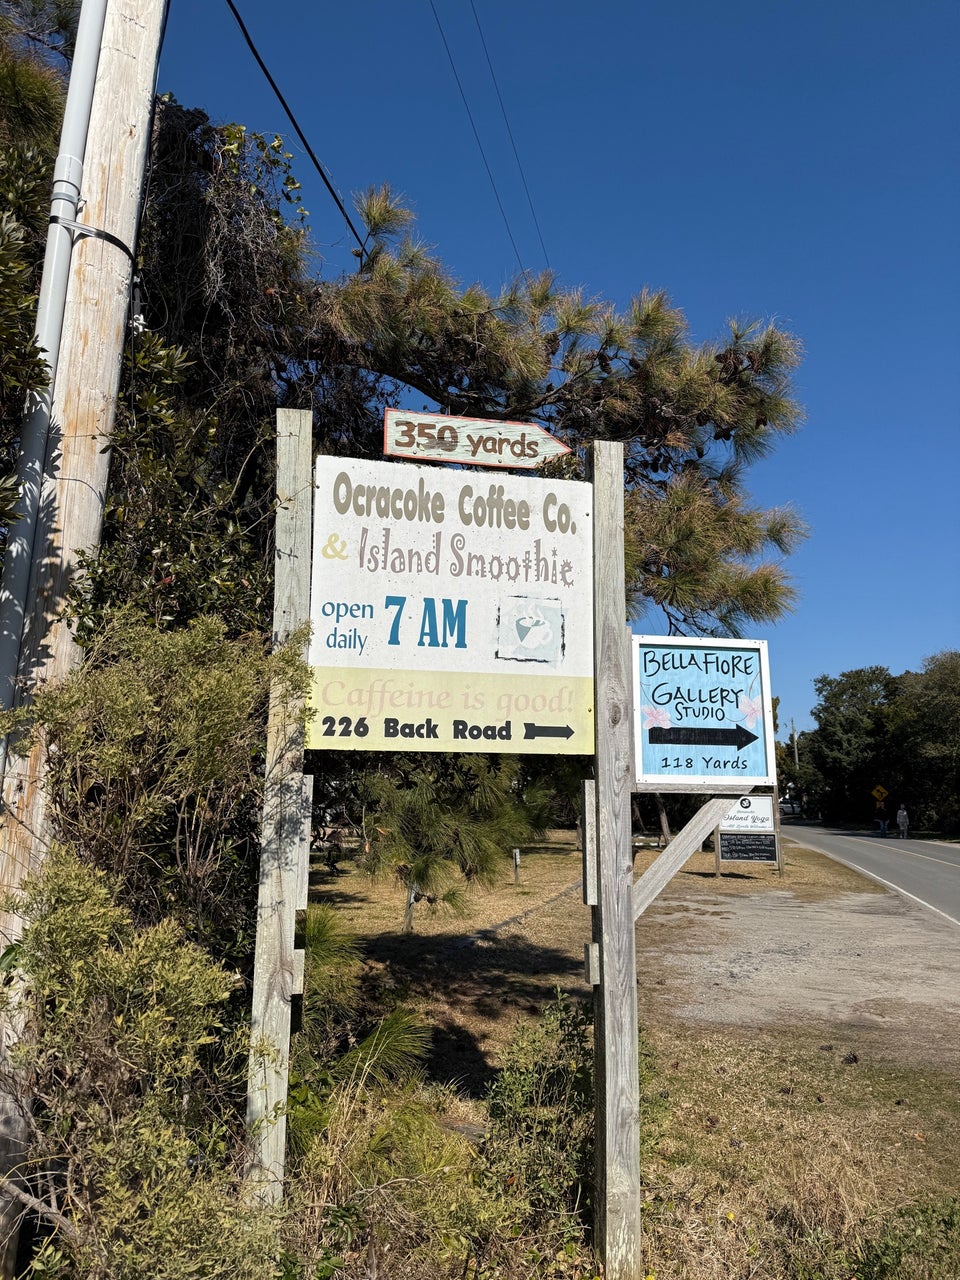 350 yards
Ocracoke Coffee Co.
& Island Smoothie
open daily 7 AM
Caffeine is good!
226 Back Road
BELLA FIORE
GALLERY
STUDIO
118 Yards
Island Yoga